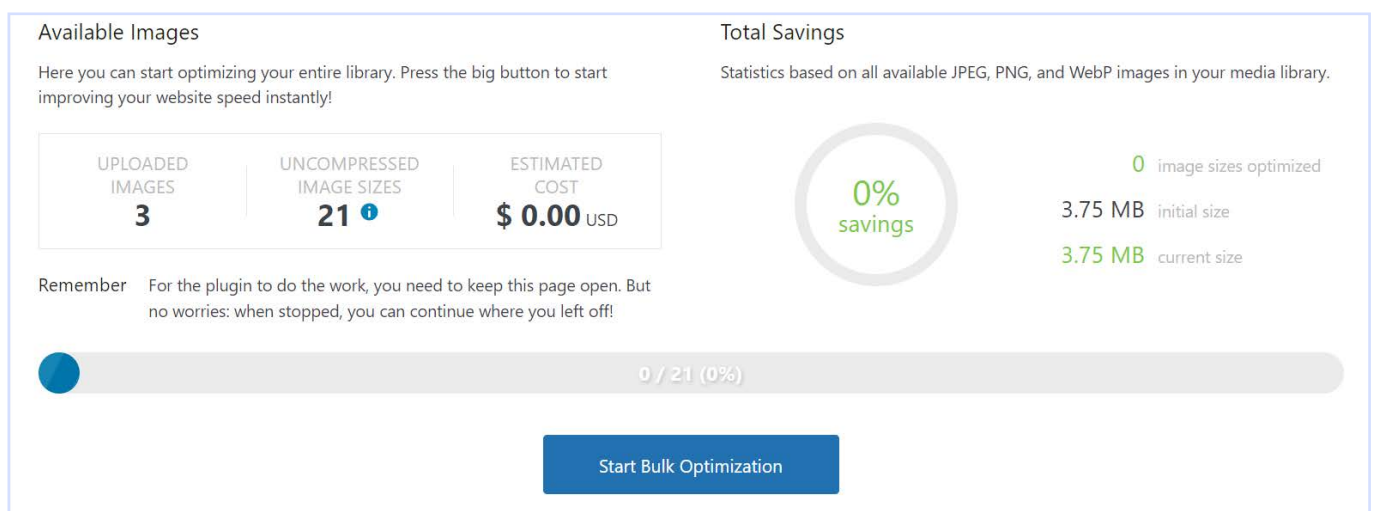 Available Images
Here you can start optimizing your entire library. Press the big button to start
improving your website speed instantly!
UPLOADED
IMAGES
3
UNCOMPRESSED
IMAGE SIZES
21
ESTIMATED
COST
$ 0.00 USD
Remember For the plugin to do the work, you need to keep this page open. But
no worries: when stopped, you can continue where you left off!
Total Savings
Statistics based on all available JPEG, PNG, and WebP images in your media library.
0%
savings
0 image sizes optimized
3.75 MB initial size
3.75 MB current size
0 / 21 (0%)
Start Bulk Optimization